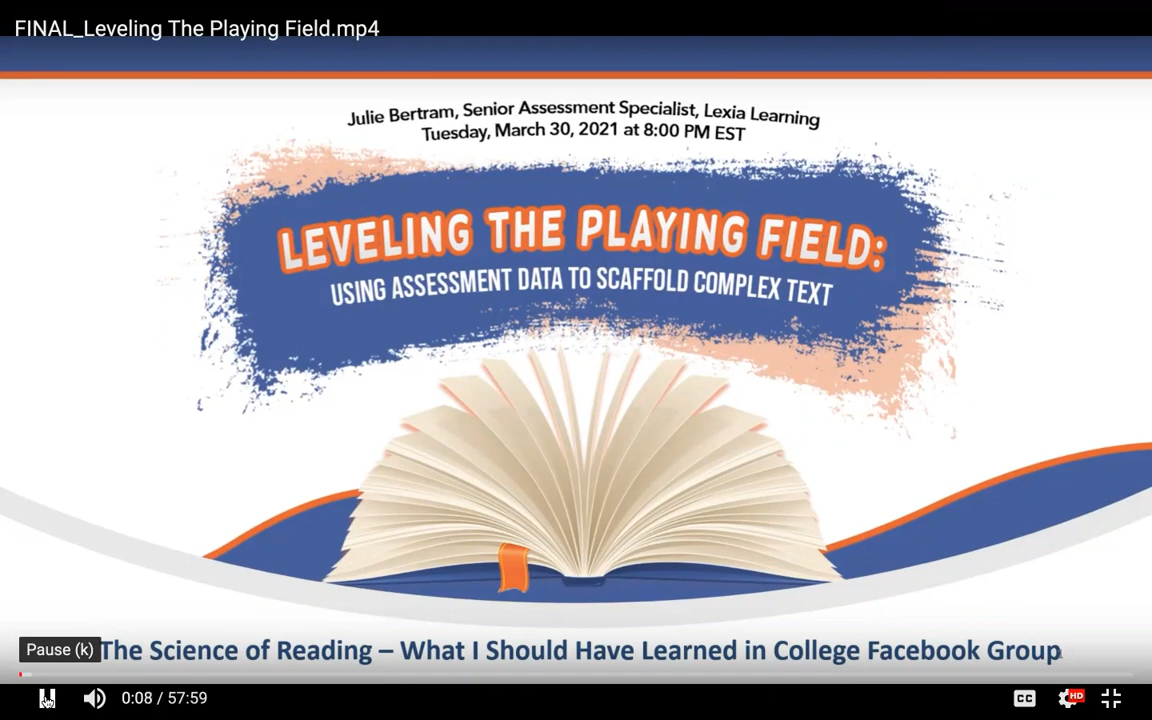 FINAL_Leveling The Playing Field.mp4
Julie Bertram, Senior Assessment Specialist, Lexia Learning
Tuesday, March 30, 2021 at 8:00 PM EST
LEVELING THE PLAYING FIELD:
USING ASSESSMENT DATA TO SCAFFOLD COMPLEX TEXT
Pause (k)
The Science of Reading – What I Should Have Learned in College Facebook Group
0:08 / 57:59
CC
HD